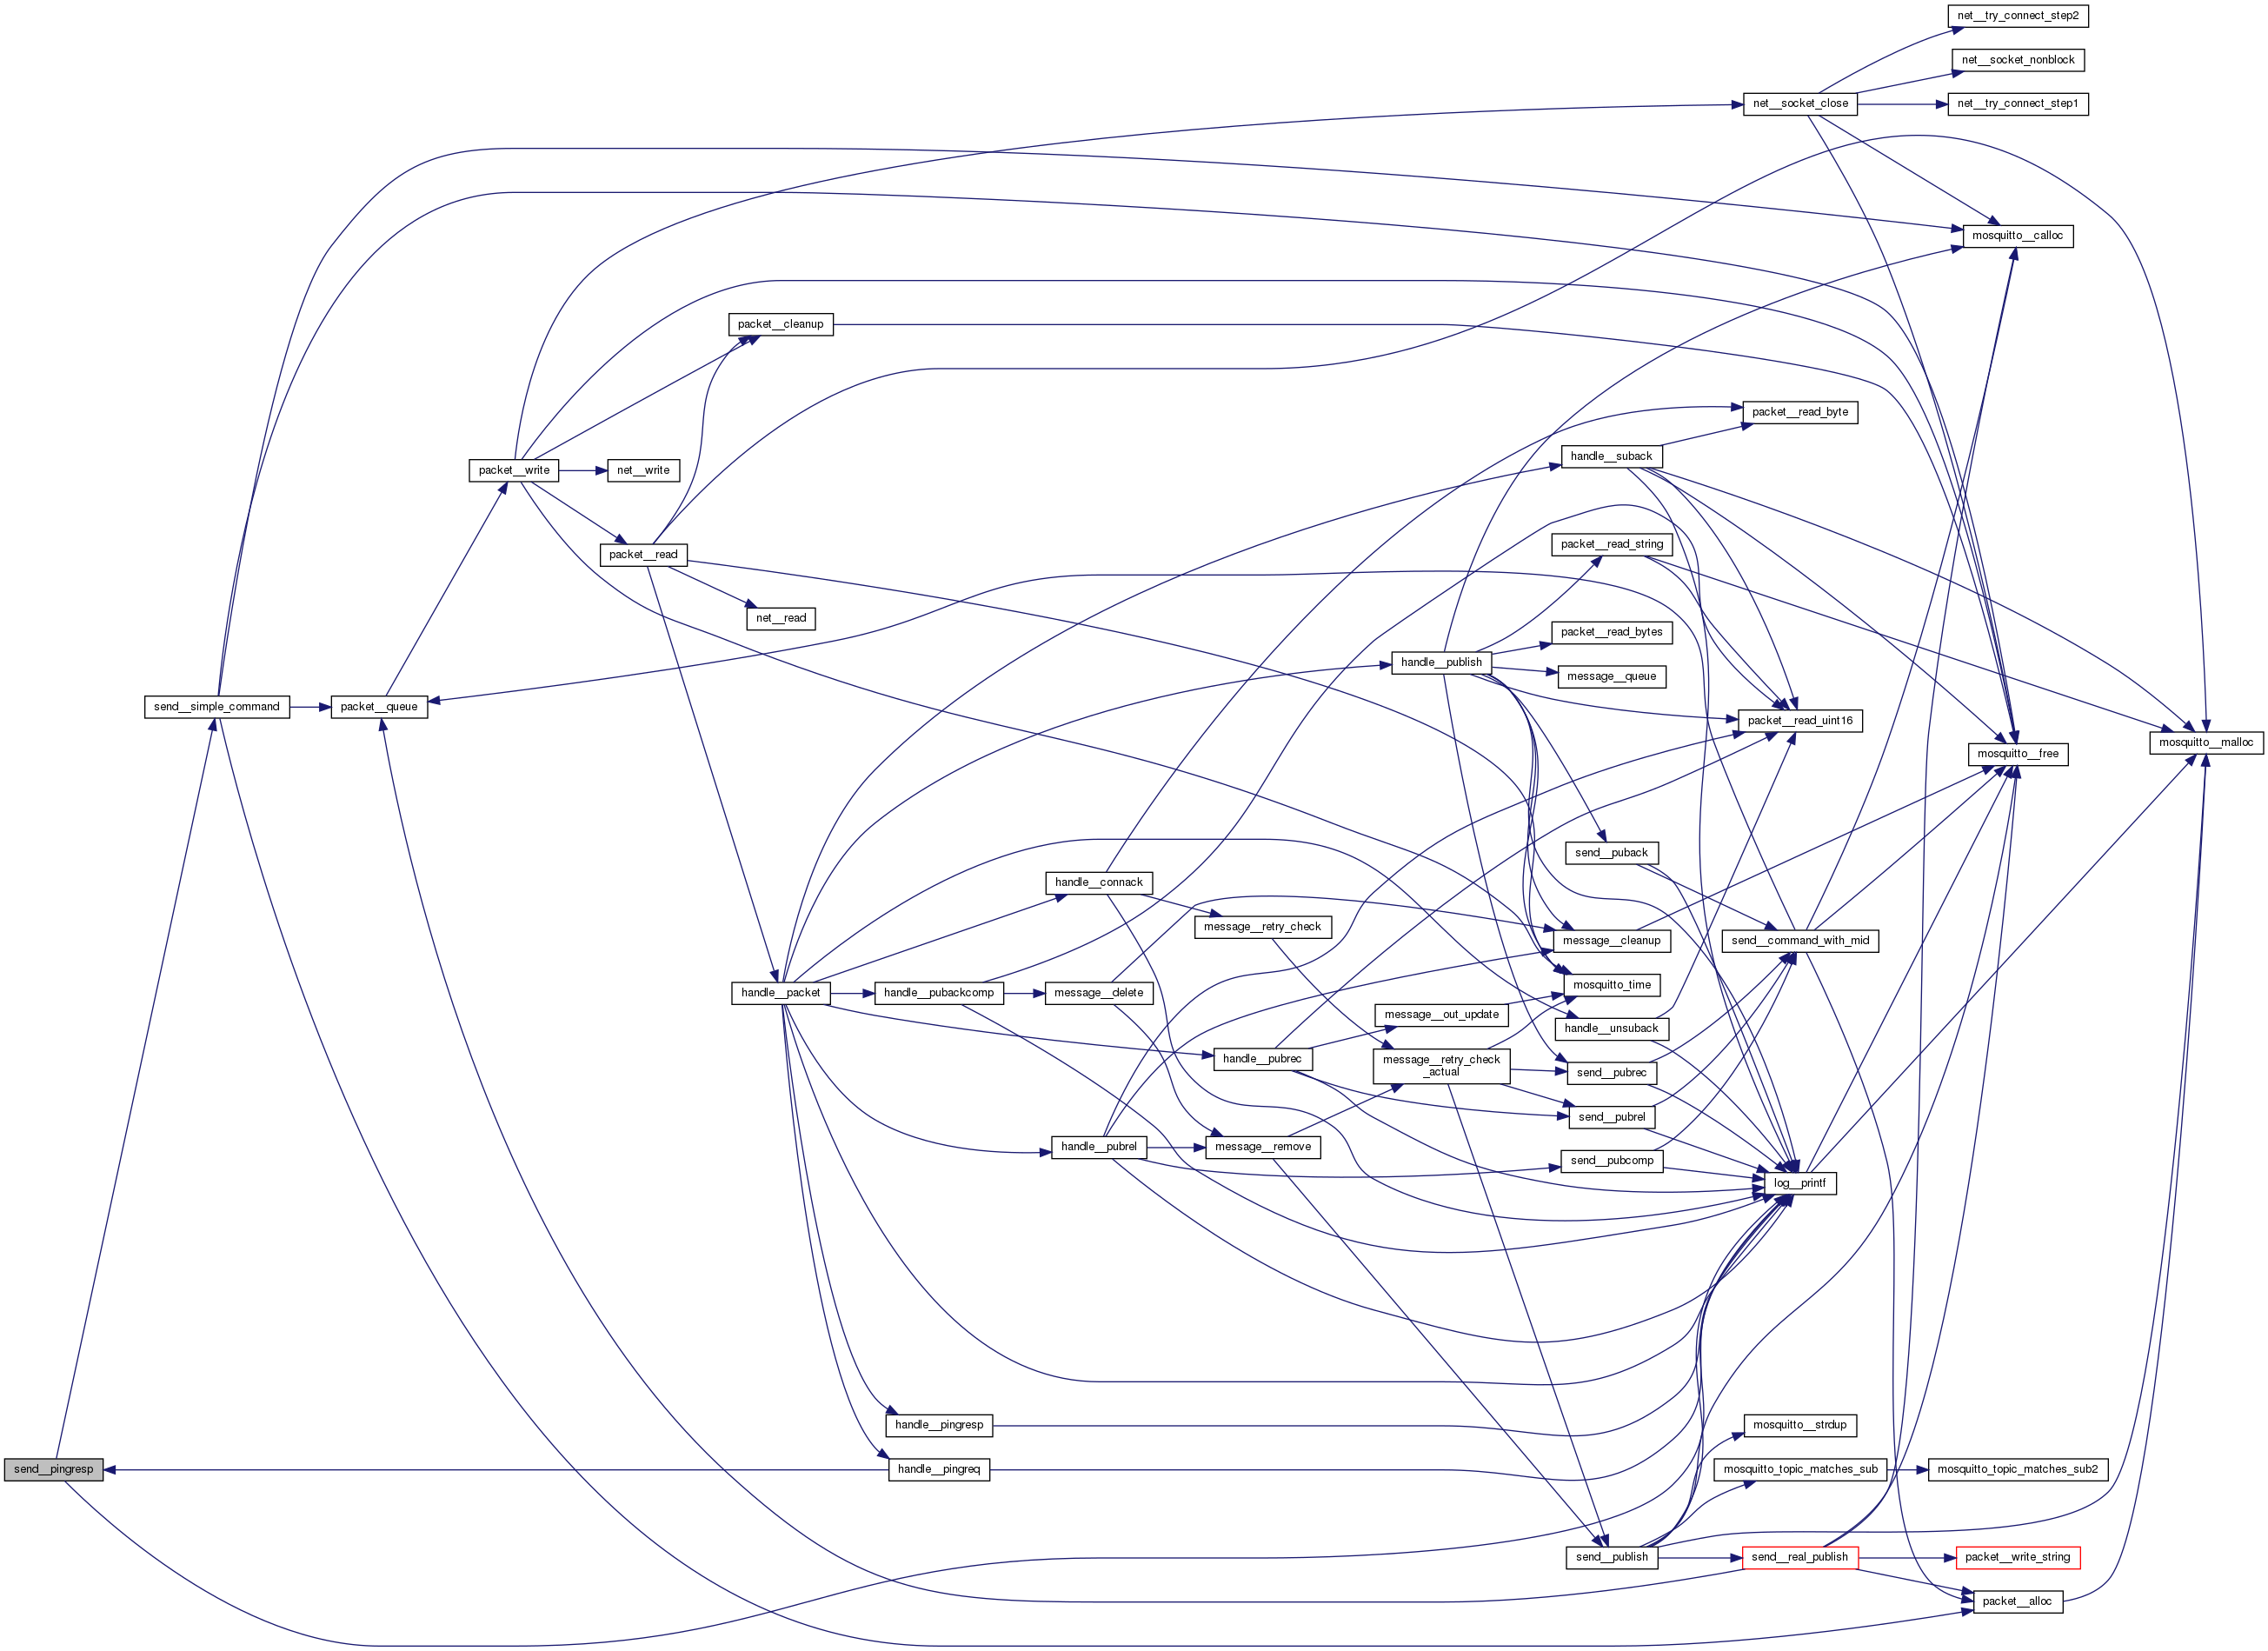 net__try_connect_step2
net__socket_nonblock
net__socket_close
net__try_connect_step1
mosquitto__calloc
packet__cleanup
packet__read_byte
handle__suback
packet__write
net__write
packet__read_string
packet__read
net__read
packet__read_bytes
handle__publish
message__queue
send__simple_command
packet__queue
packet__read_uint16
mosquitto__malloc
mosquitto__free
send__puback
handle__connack
message__retry_check
message__cleanup
send__command_with_mid
mosquitto_time
handle__packet
handle__pubackcomp
message__delete
message__out_update
handle__unsuback
handle__pubrec
message__retry_check
_actual
send__pubrec
send__pubrel
handle__pubrel
message__remove
send__pubcomp
log__printf
handle__pingresp
mosquitto__strdup
send__pingresp
handle__pingreq
mosquitto_topic_matches_sub
mosquitto_topic_matches_sub2
send__publish
send__real_publish
packet__write_string
packet__alloc